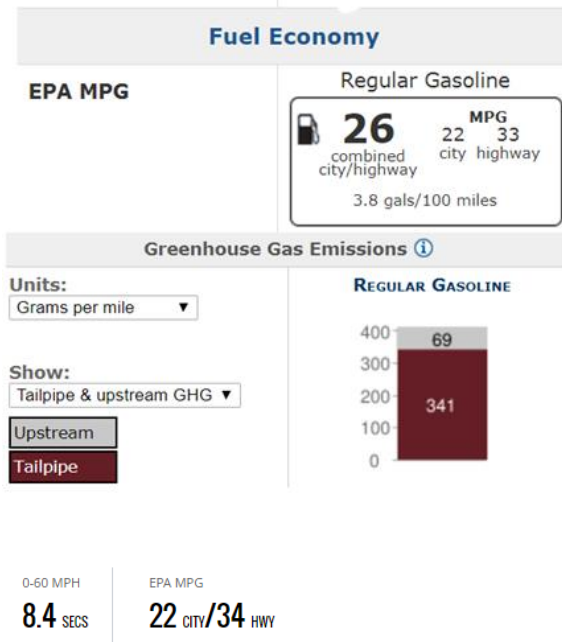 Fuel Economy
EPA MPG
Regular Gasoline
26
combined
city/highway
MPG
22 33
city highway
3.8 gals/100 miles
Greenhouse Gas Emissions
Units:
Grams per mile
Show:
Tailpipe & upstream GHG
Upstream
Tailpipe
REGULAR GASOLINE
400
300
200
100
0
69
341
0-60 MPH
8.4 SECS
EPA MPG
22 CITY/34 HWY